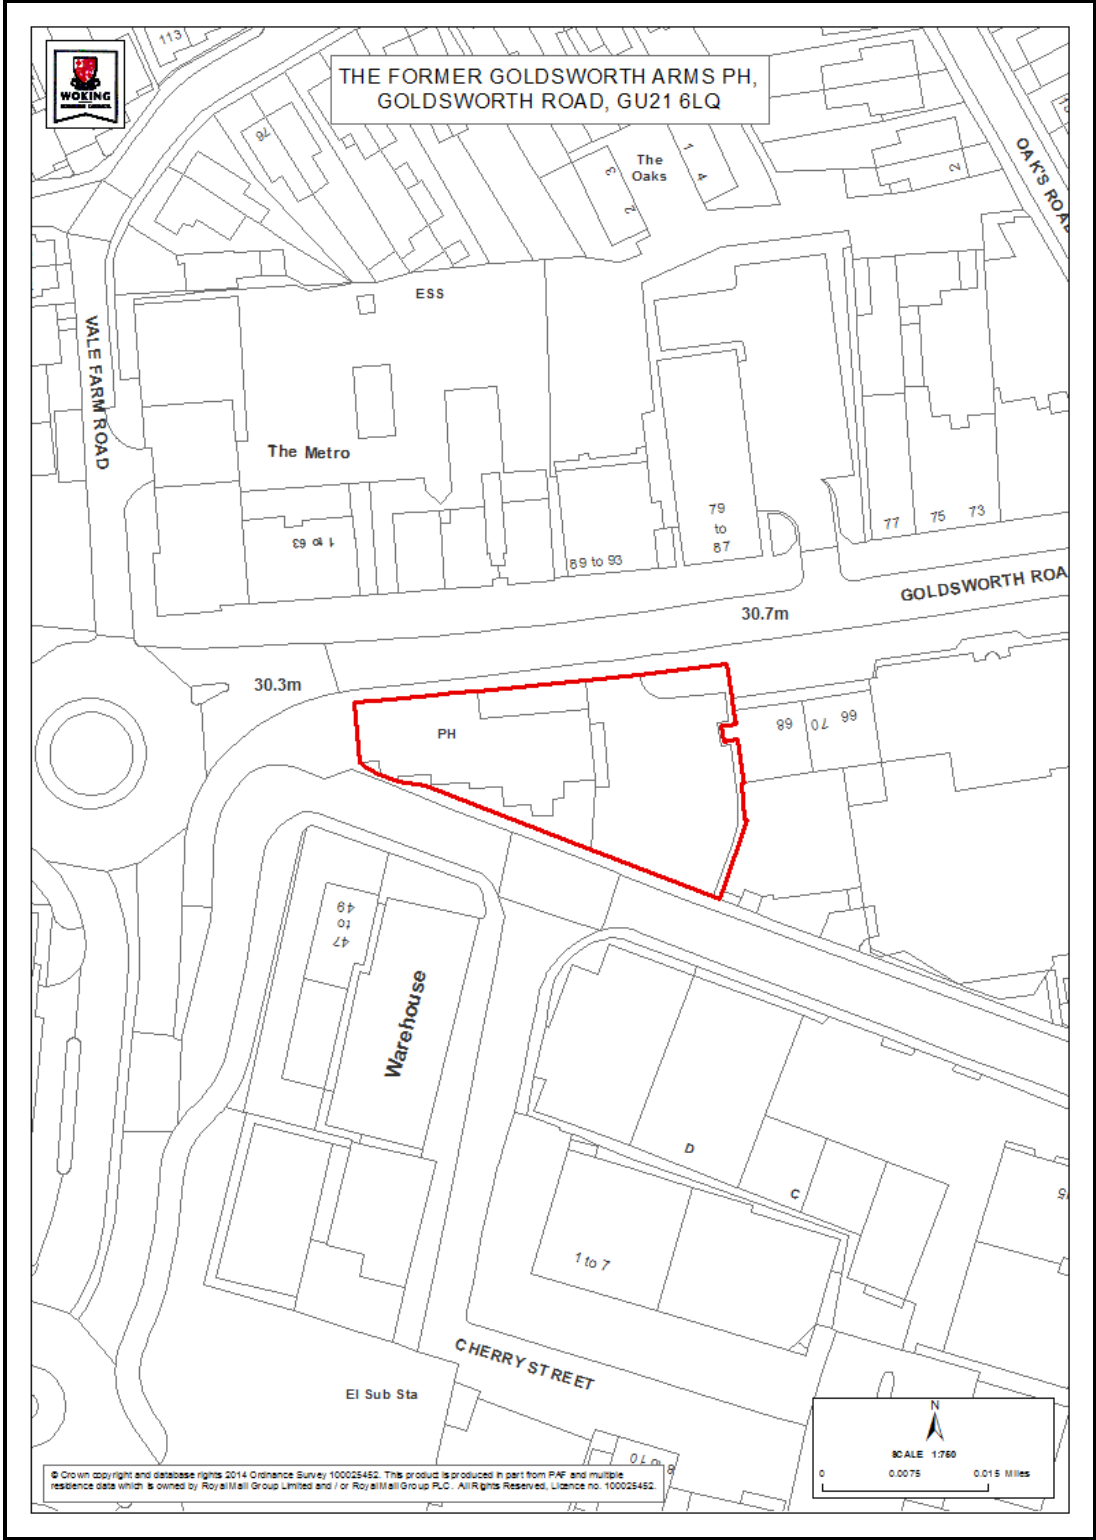 113
WOKING
BOROUGH COUNCIL
THE FORMER GOLDSWORTH ARMS PH,
GOLDSWORTH ROAD, GU21 6LQ
76
The
Oaks
3
2
1
4
2
OAK'S ROAD
ESS
VALE FARM ROAD
The Metro
1 to 63
89 to 93
79
to
87
77
75
73
GOLDSWORTH ROA
30.7m
30.3m
PH
68
70
66
49
to
47
Warehouse
D
C
1 to 7
CHERRY STREET
El Sub Sta
N
SCALE 1:750
0
0.0075
0.015 Miles
© Crown copyright and database rights 2014 Ordnance Survey 100025452. This product is produced in part from PAF and multiple
residence data which is owned by Royal Mail Group Limited and / or Royal Mail Group PLC. All Rights Reserved, Licence no. 100025452.